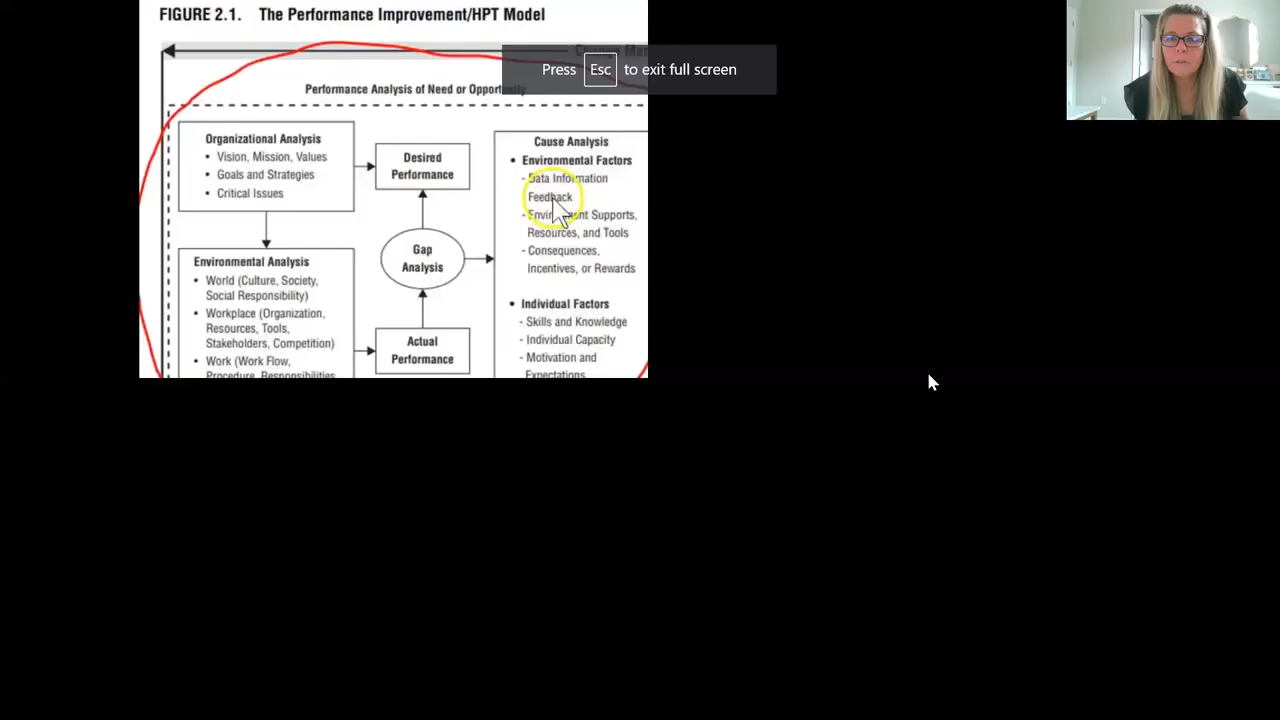 FIGURE 2.1. The Performance Improvement/HPT Model
Press Esc to exit full screen
Performance Analysis of Need or Opportunity
Organizational Analysis
• Vision, Mission, Values
• Goals and Strategies
• Critical Issues
Desired
Performance
Gap
Analysis
Environmental Analysis
• World (Culture, Society,
Social Responsibility)
• Workplace (Organization,
Resources, Tools,
Stakeholders, Competition)
• Work (Work Flow,
Procedure, Responsibilities
Actual
Performance
Cause Analysis
• Environmental Factors
- Data Information
Feedback
- Environment Supports,
Resources, and Tools
- Consequences,
Incentives, or Rewards
• Individual Factors
- Skills and Knowledge
- Individual Capacity
- Motivation and
Expectations